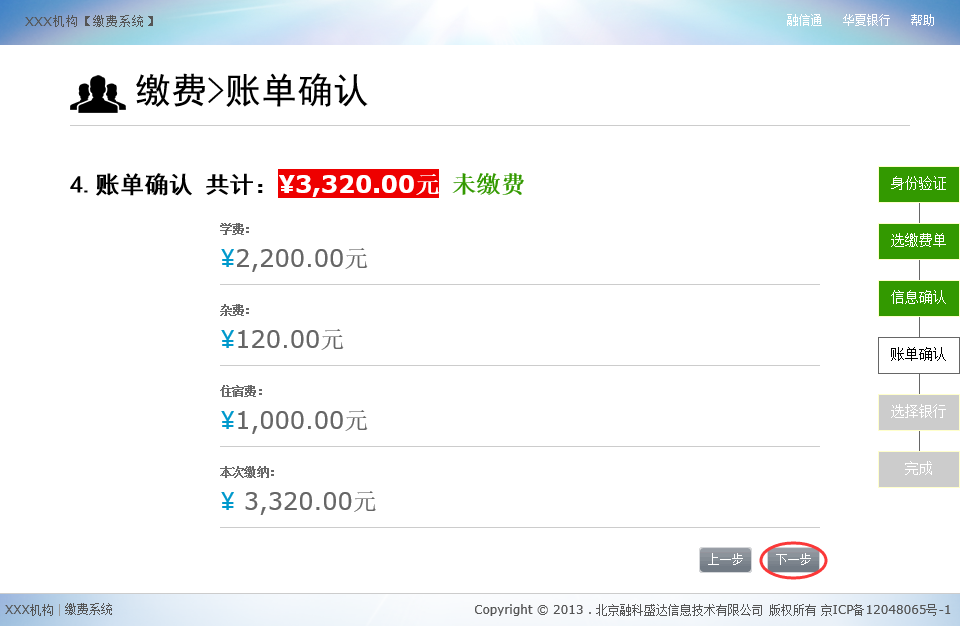 XXX机构【缴费系统】
融信通 华夏银行 帮助
缴费>账单确认
4. 账单确认 共计：¥3,320.00元 未缴费
学费:
¥2,200.00元
杂费:
¥120.00元
住宿费:
¥1,000.00元
本次缴纳:
¥ 3,320.00元
上一步 下一步
身份验证
选缴费单
信息确认
账单确认
选择银行
完成
XXX机构 | 缴费系统
Copyright © 2013 . 北京融科盛达信息技术有限公司 版权所有 京ICP备12048065号-1